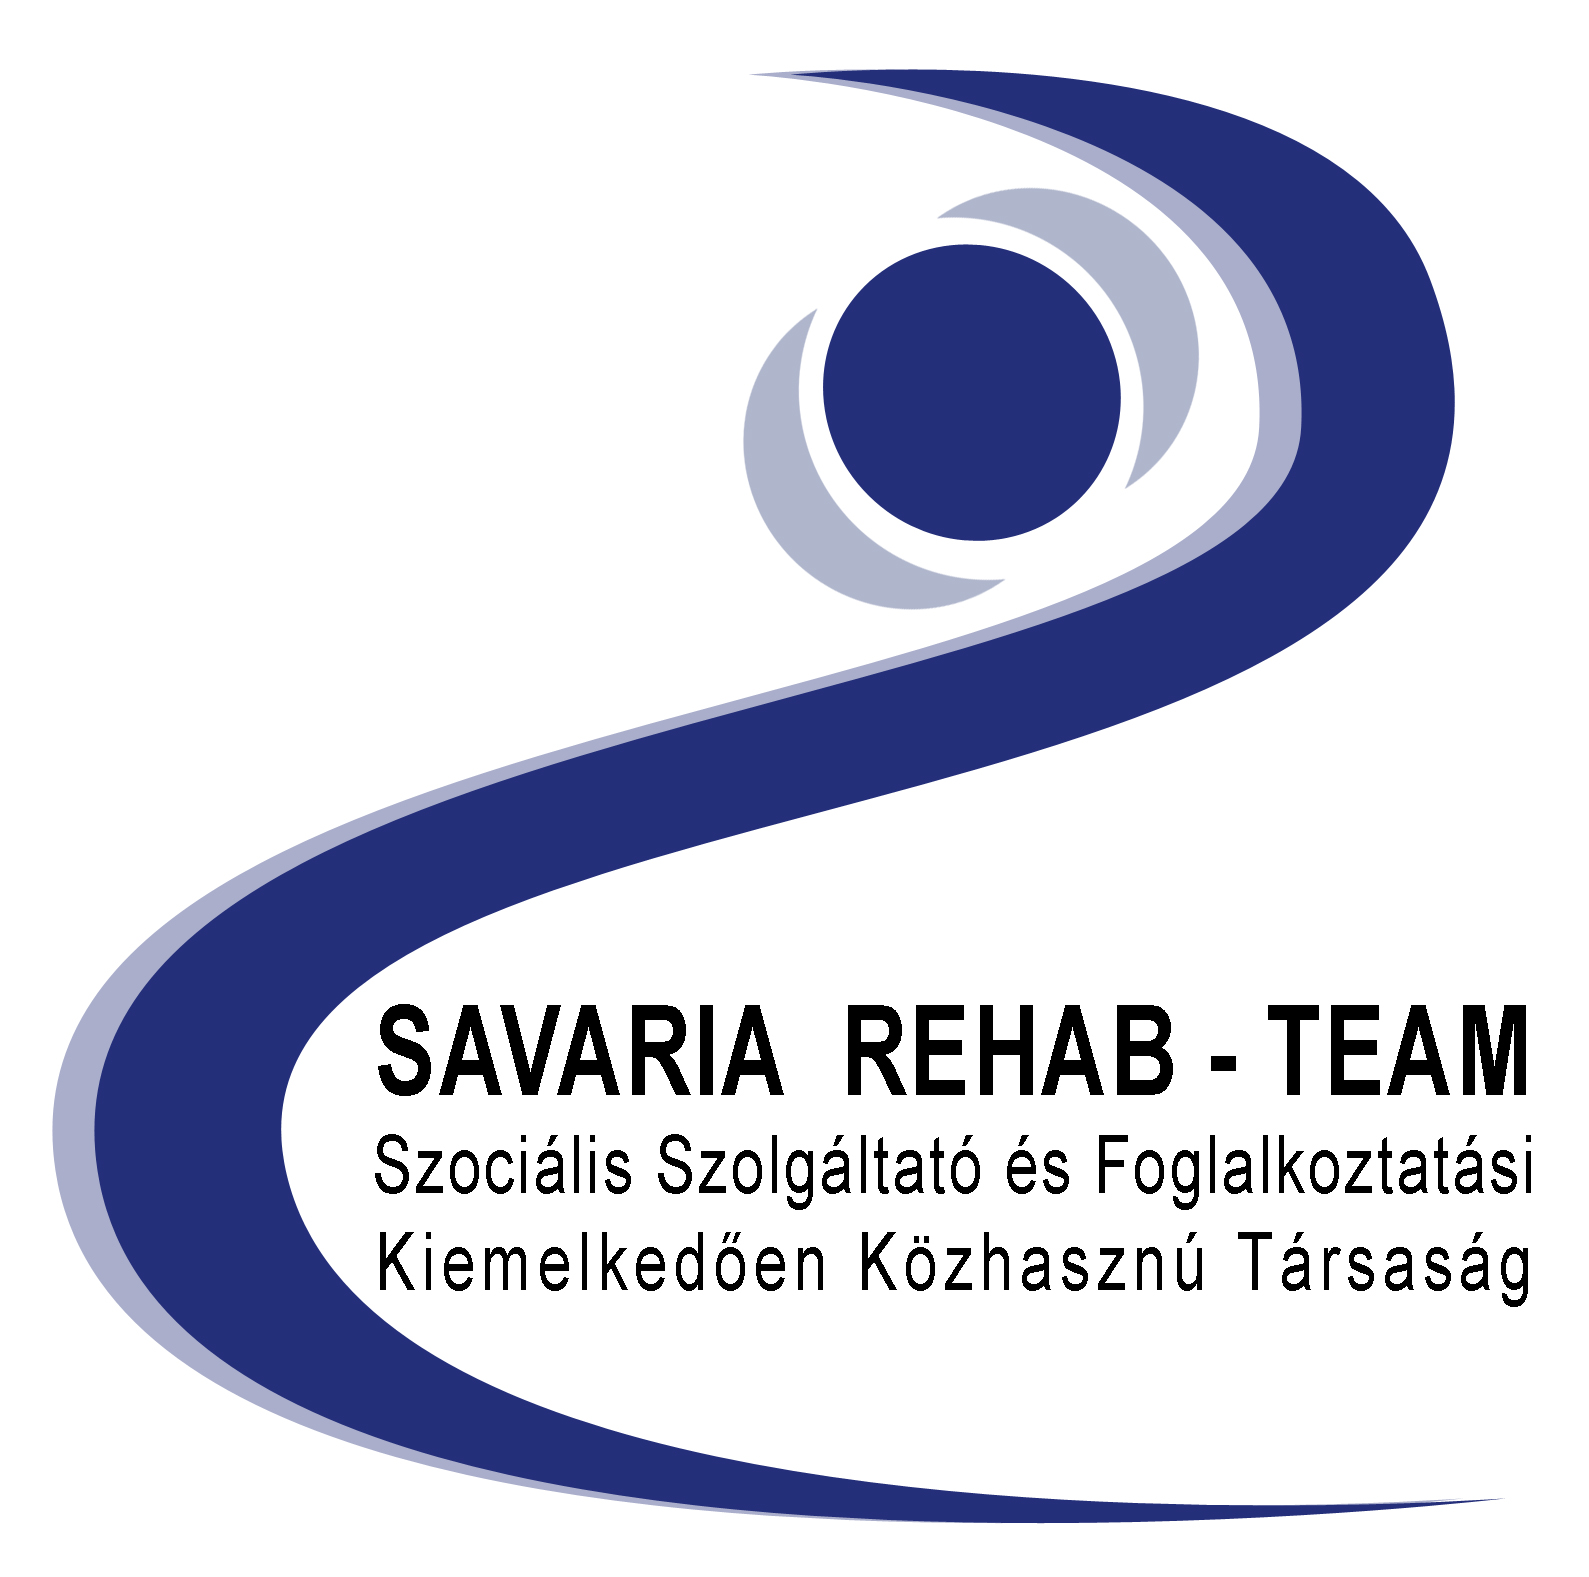 SAVARIA REHAB - TEAM
Szociális Szolgáltató és Foglalkoztatási
Kiemelkedően Közhasznú Társaság